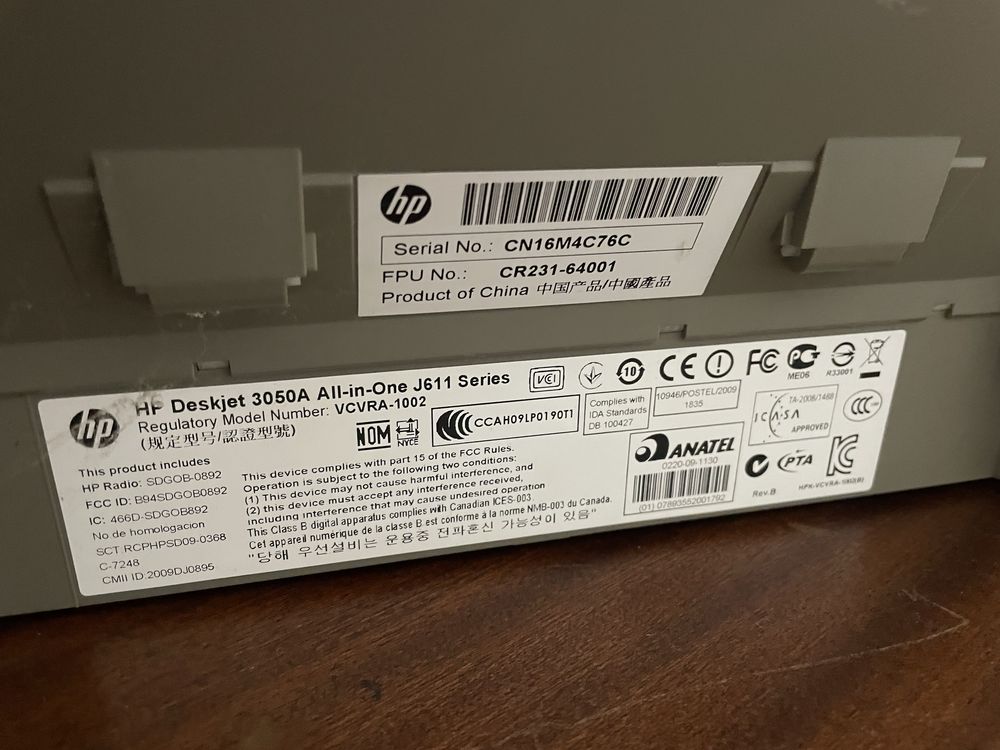 hp
Serial No.: CN16M4C76C
FPU No.: CR231-64001
Product of China 中国产品/中國產品
hp
HP Deskjet 3050A All-in-One J611 Series
Regulatory Model Number: VCVRA-1002
(规定型号/認證型號)
This product includes
HP Radio: SDGOB-0892
FCC ID: B94SDGOB0892
IC: 466D-SDGOB892
No de homologacion
SCT RCPHPSD09-0368
C-7248
CMII ID:2009DJ0895
NOM
NYCE
CCAH09LP0190T1
This device complies with part 15 of the FCC Rules.
Operation is subject to the following two conditions:
(1) This device may not cause harmful interference, and
(2) this device must accept any interference received,
including interference that may cause undesired operation
This Class B digital apparatus complies with Canadian ICES-003.
Cet appareil numérique de la classe B est conforme à la norme NMB-003 du Canada.
"당해 무선설비는 운용중 전파혼신 가능성이 있음"
VCI
10
CE
FC
ME06
R33001
Complies with
IDA Standards
DB 100427
10946/POSTEL/2009
1835
TA-2008/1488
ICASA
APPROVED
CCC
ANATEL
0220-09-1130
(01) 07893552001792
PTA
Rev.B
HPK-VCVRA-1002(B)